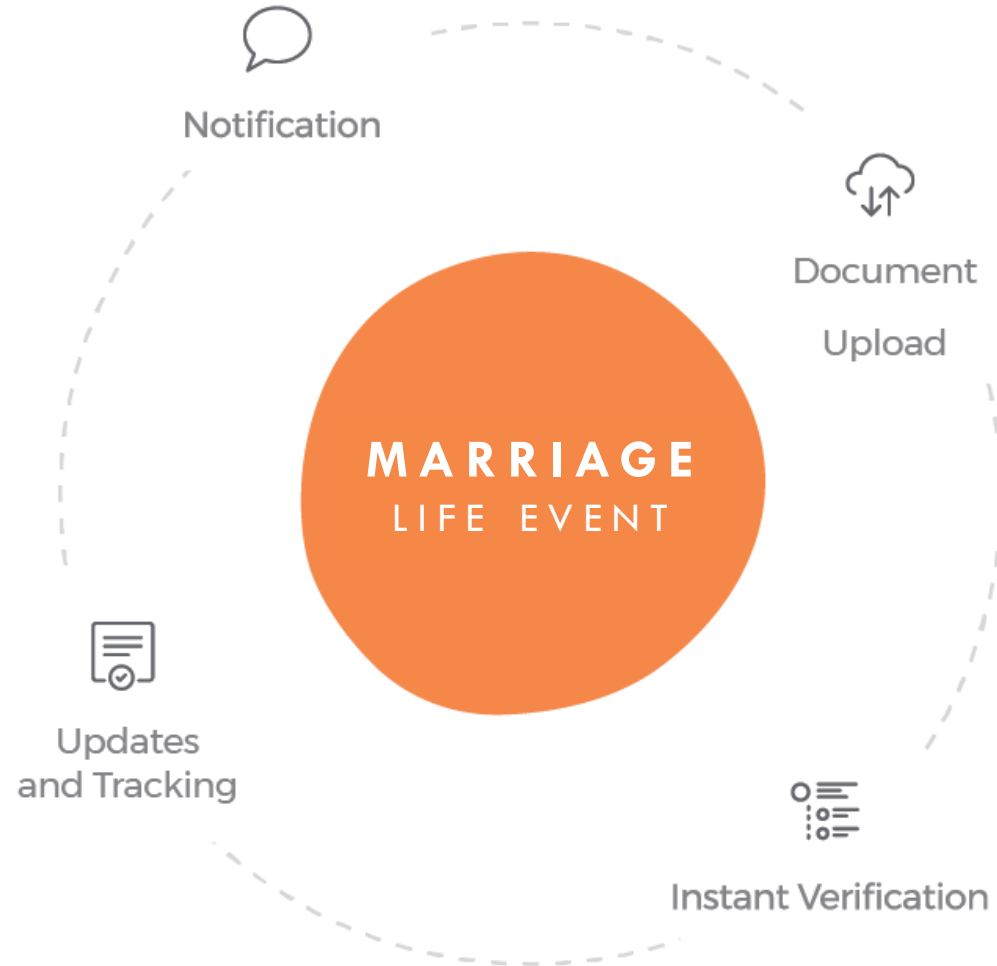 Notification
Document
Upload
MARRIAGE
LIFE EVENT
Updates
and Tracking
Instant Verification